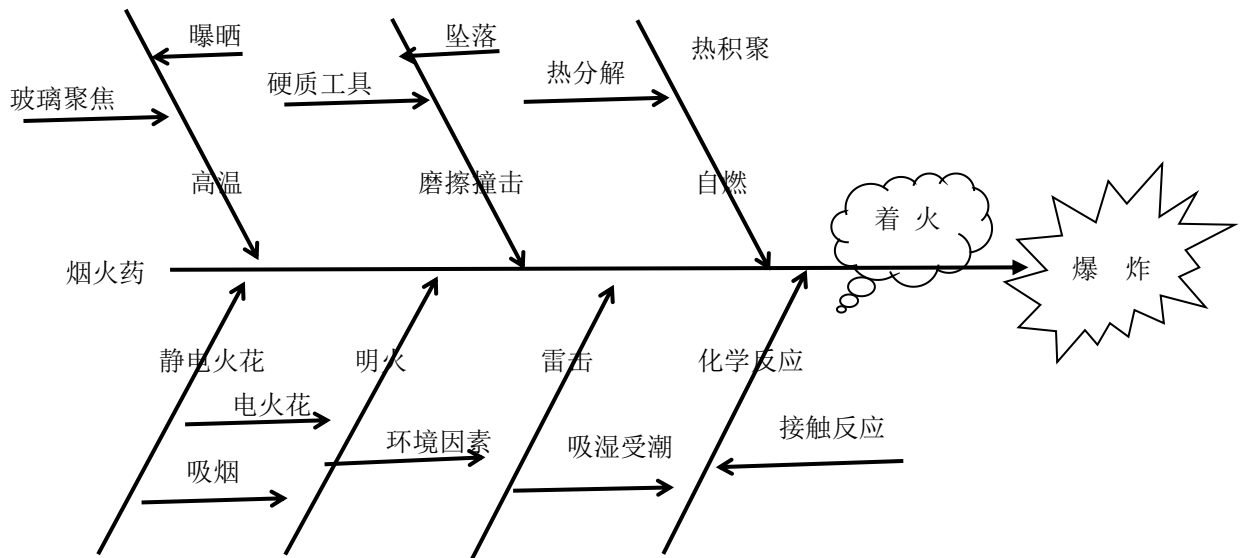 曝晒
坠落
热积聚
热分解
硬质工具
玻璃聚焦
高温
磨擦撞击
自燃
着 火
烟火药
爆 炸
静电火花
明火
雷击
化学反应
电火花
接触反应
环境因素
吸湿受潮
吸烟